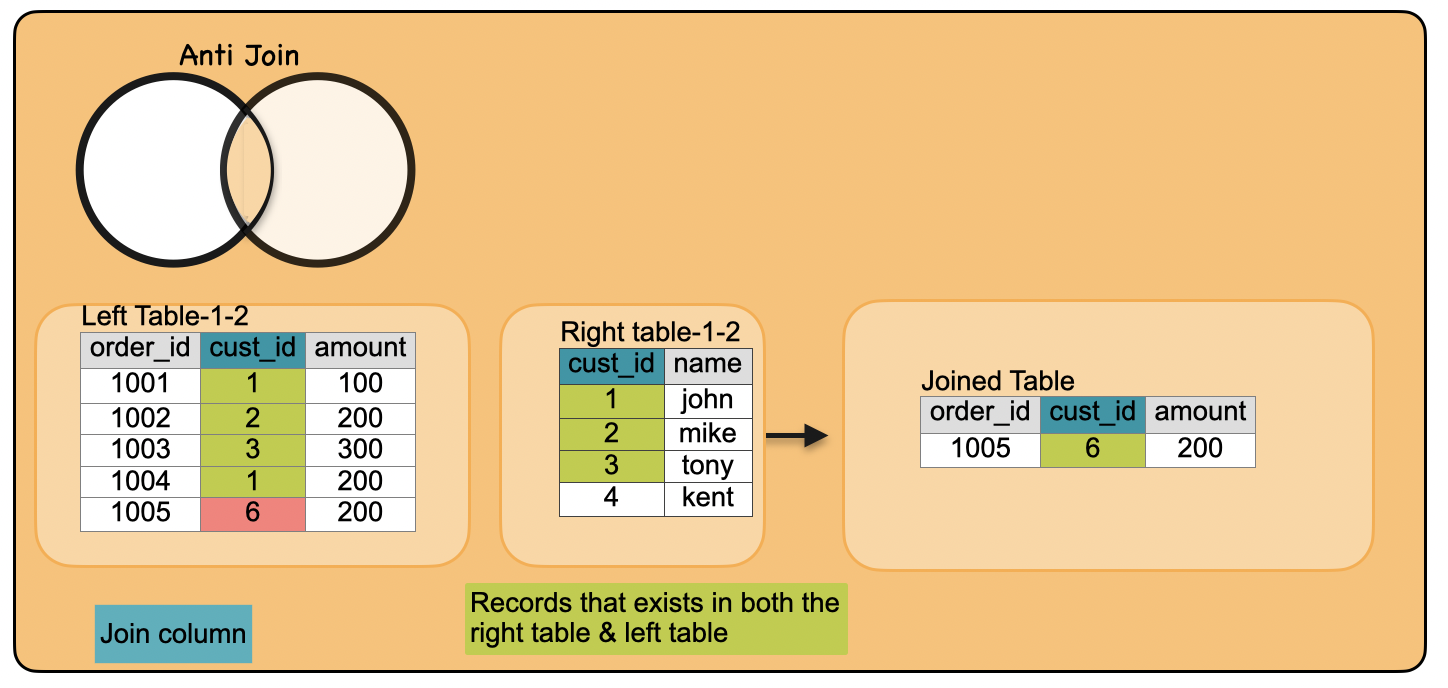 Anti Join
Left Table-1-2
order_id cust_id amount
1001 1 100
1002 2 200
1003 3 300
1004 1 200
1005 6 200
Right table-1-2
cust_id name
1 john
2 mike
3 tony
4 kent
Joined Table
order_id cust_id amount
1005 6 200
Join column
Records that exists in both the
right table & left table